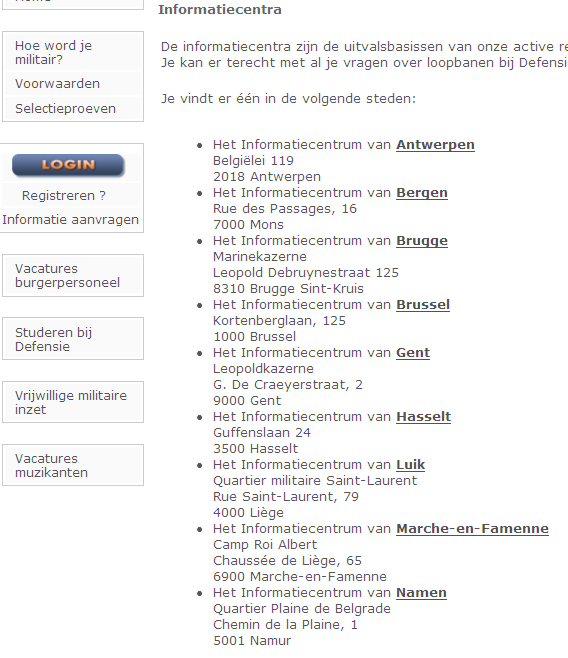 Informatiecentra
Hoe word je
militair?
Voorwaarden
Selectieproeven
LOGIN
Registreren ?
Informatie aanvragen
Vacatures
burgerpersoneel
Studeren bij
Defensie
Vrijwillige militaire
inzet
Vacatures
muzikanten
De informatiecentra zijn de uitvalsbasissen van onze active
Je kan er terecht met al je vragen over loopbanen bij
Je vindt er één in de volgende steden:
• Het Informatiecentrum van Antwerpen
Belgiëlei 119
2018 Antwerpen
• Het Informatiecentrum van Bergen
Rue des Passages, 16
7000 Mons
• Het Informatiecentrum van Brugge
Marinekazerne
Leopold Debruynestraat 125
8310 Brugge Sint-Kruis
• Het Informatiecentrum van Brussel
Kortenberglaan, 125
1000 Brussel
• Het Informatiecentrum van Gent
Leopoldkazerne
G. De Craeyerstraat, 2
9000 Gent
• Het Informatiecentrum van Hasselt
Guffenslaan 24
3500 Hasselt
• Het Informatiecentrum van Luik
Quartier militaire Saint-Laurent
Rue Saint-Laurent, 79
4000 Liège
• Het Informatiecentrum van Marche-en-Famenne
Camp Roi Albert
Chaussée de Liège, 65
6900 Marche-en-Famenne
• Het Informatiecentrum van Namen
Quartier Plaine de Belgrade
Chemin de la Plaine, 1
5001 Namur